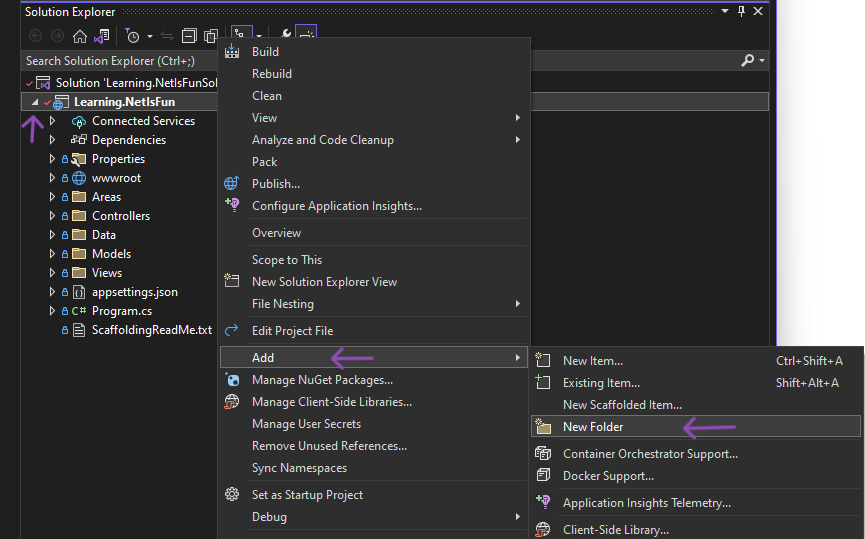 Solution Explorer
Search Solution Explorer (Ctrl+;)
Solution 'Learning.NetIsFunSol
Learning.NetIsFun
Connected Services
Dependencies
Properties
wwwroot
Areas
Controllers
Data
Models
Views
appsettings.json
C# Program.cs
ScaffoldingReadMe.txt
Build
Rebuild
Clean
View
Analyze and Code Cleanup
Pack
Publish...
Configure Application Insights...
Overview
Scope to This
New Solution Explorer View
File Nesting
Edit Project File
Add
Manage NuGet Packages...
Manage Client-Side Libraries...
Manage User Secrets
Remove Unused References...
Sync Namespaces
Set as Startup Project
Debug
New Item... Ctrl+Shift+A
Existing Item... Shift+Alt+A
New Scaffolded Item...
New Folder
Container Orchestrator Support...
Docker Support...
Application Insights Telemetry...
Client-Side Library...